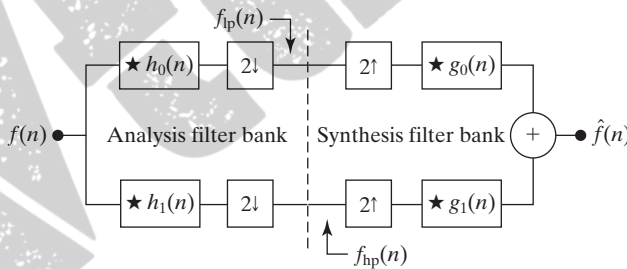 f_lp(n)
★ h_0(n)
2↓
2↑
★ g_0(n)
f(n)
Analysis filter bank
Synthesis filter bank
+
f̂(n)
★ h_1(n)
2↓
2↑
★ g_1(n)
f_hp(n)